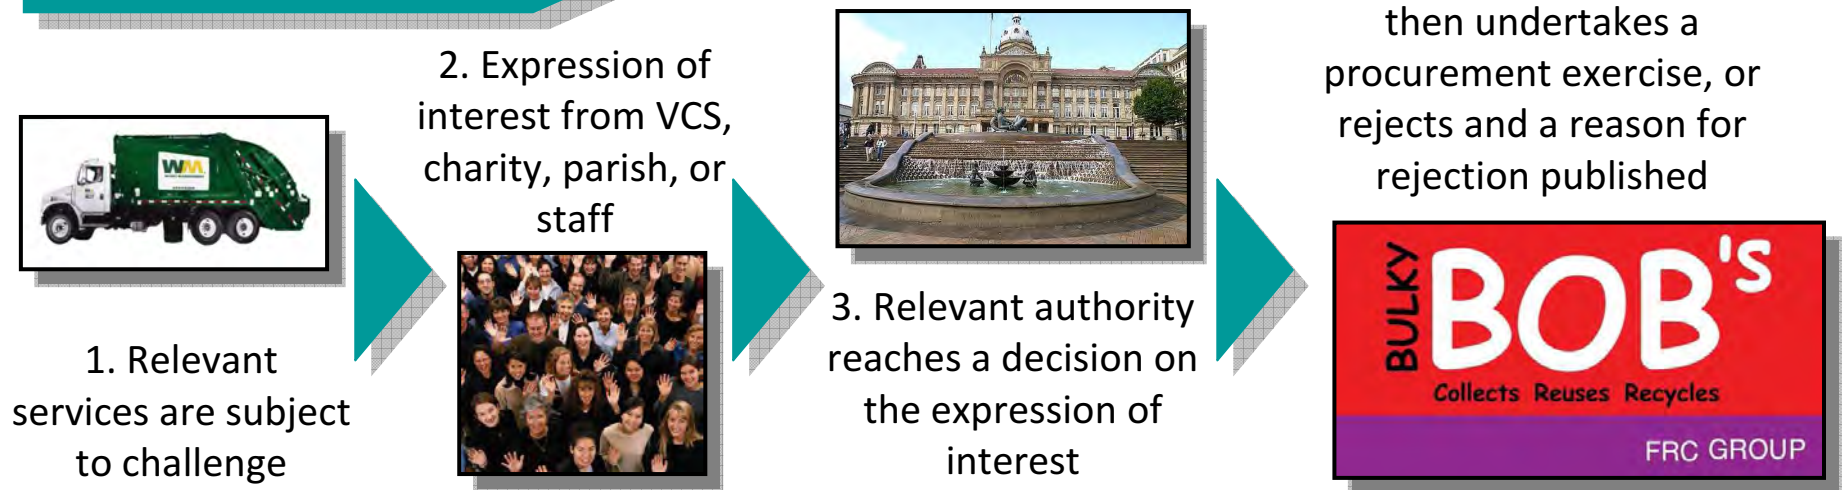 1. Relevant
services are subject
to challenge
WM
2. Expression of
interest from VCS,
charity, parish, or
staff
3. Relevant authority
reaches a decision on
the expression of
interest
then undertakes a
procurement exercise, or
rejects and a reason for
rejection published
BULKY
BOB's
Collects Reuses Recycles
FRC GROUP